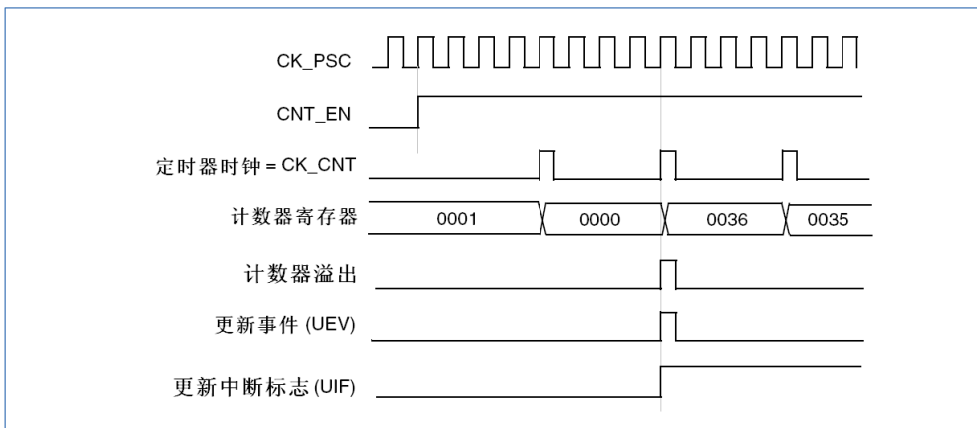 CK_PSC
CNT_EN
定时器时钟 = CK_CNT
计数器寄存器 0001 0000 0036 0035
计数器溢出
更新事件 (UEV)
更新中断标志 (UIF)